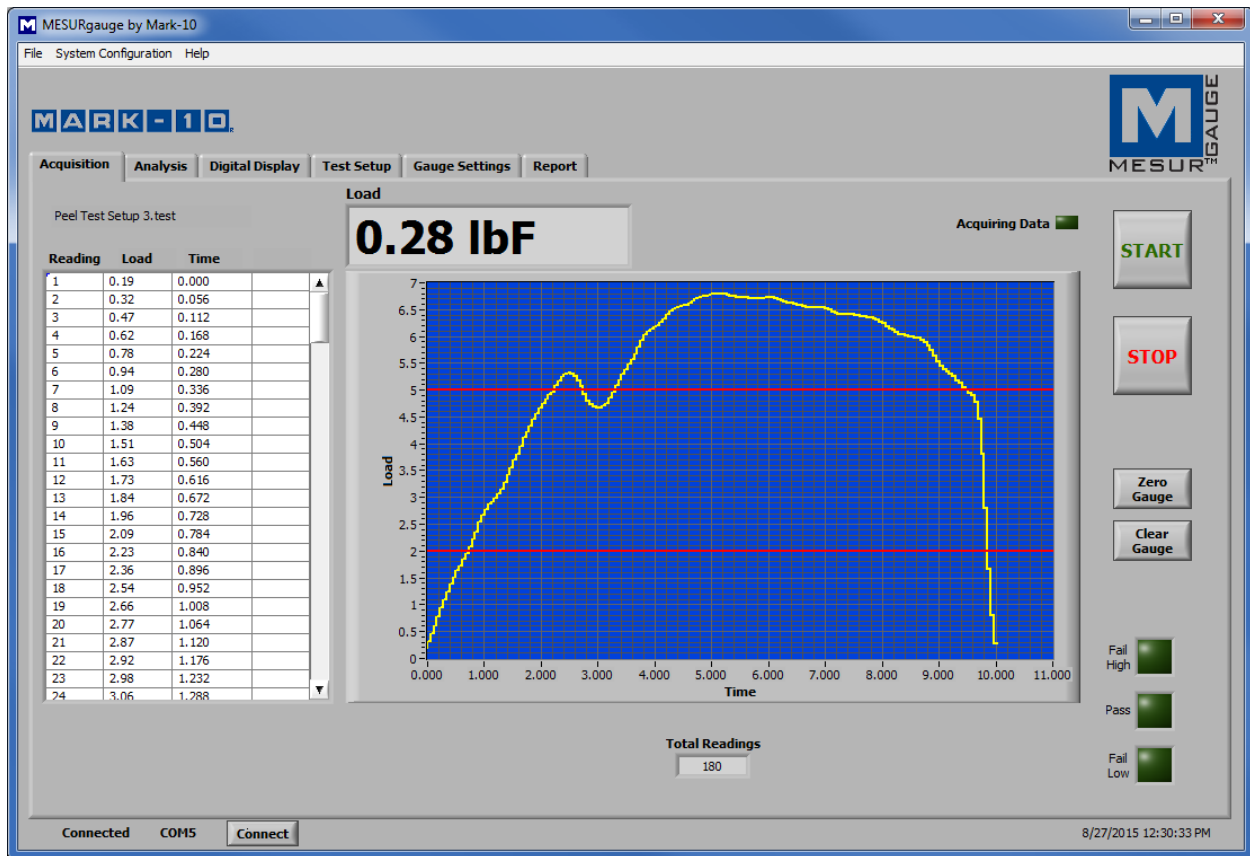 MESURgauge by Mark-10
File System Configuration Help
MARK-10
MESUR™GAUGE
Acquisition Analysis Digital Display Test Setup Gauge Settings Report
Peel Test Setup 3.test
Load
0.28 lbF
Acquiring Data
START
STOP
Zero
Gauge
Clear
Gauge
Fail
High
Pass
Fail
Low
Reading Load Time
1 0.19 0.000
2 0.32 0.056
3 0.47 0.112
4 0.62 0.168
5 0.78 0.224
6 0.94 0.280
7 1.09 0.336
8 1.24 0.392
9 1.38 0.448
10 1.51 0.504
11 1.63 0.560
12 1.73 0.616
13 1.84 0.672
14 1.96 0.728
15 2.09 0.784
16 2.23 0.840
17 2.36 0.896
18 2.54 0.952
19 2.66 1.008
20 2.77 1.064
21 2.87 1.120
22 2.92 1.176
23 2.98 1.232
24 3.06 1.288
Load
7
6.5
6
5.5
5
4.5
4
3.5
3
2.5
2
1.5
1
0.5
0
0.000 1.000 2.000 3.000 4.000 5.000 6.000 7.000 8.000 9.000 10.000 11.000
Time
Total Readings
180
Connected COM5 Connect
8/27/2015 12:30:33 PM